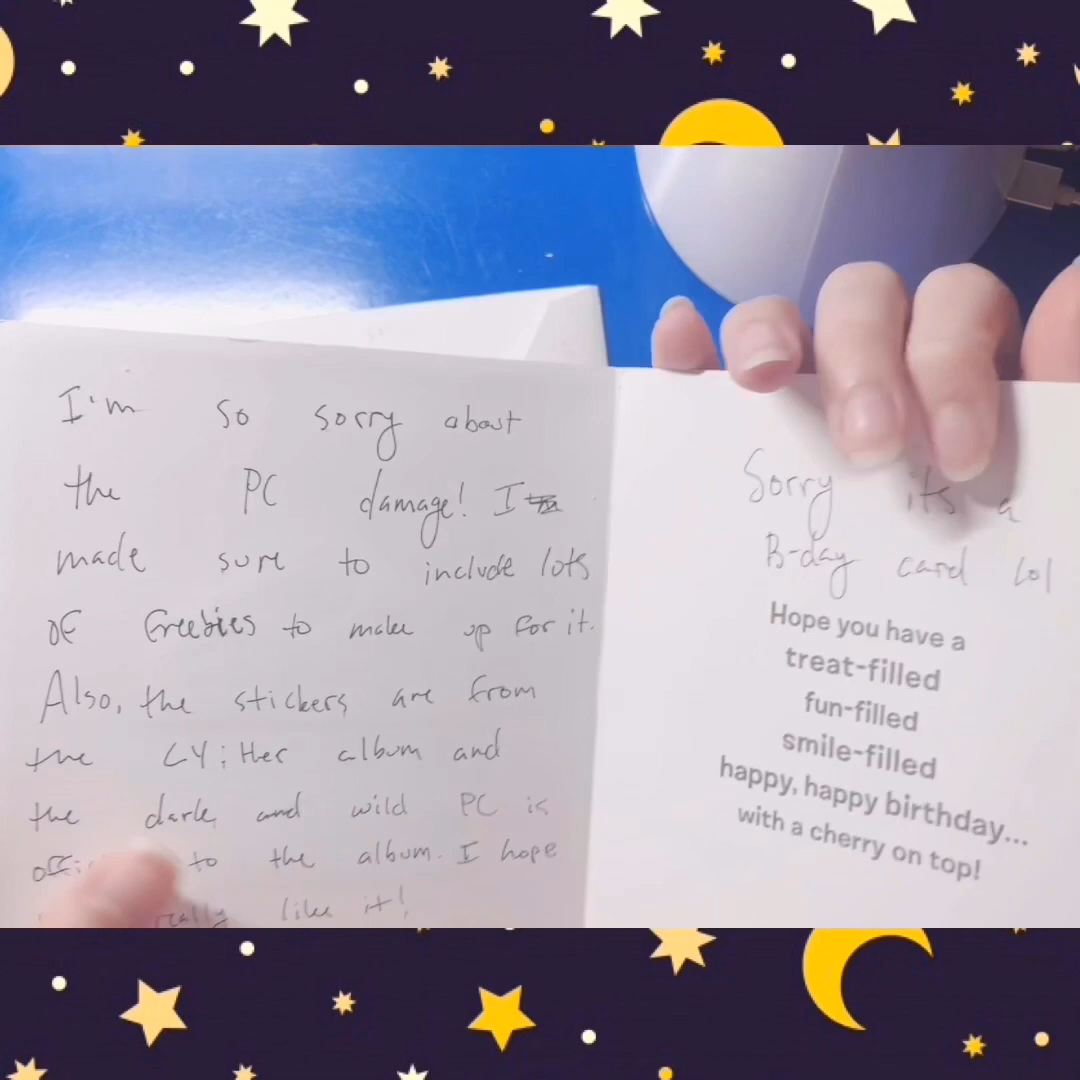 I'm so sorry about
the PC damage! I
made sure to include lots
of freebies to make up for it.
Also, the stickers are from
the LY; Her album and
the dark and wild PC is
to the album. I hope
really like it!
Sorry its a
B-day card lol
Hope you have a
treat-filled
fun-filled
smile-filled
happy, happy birthday...
with a cherry on top!